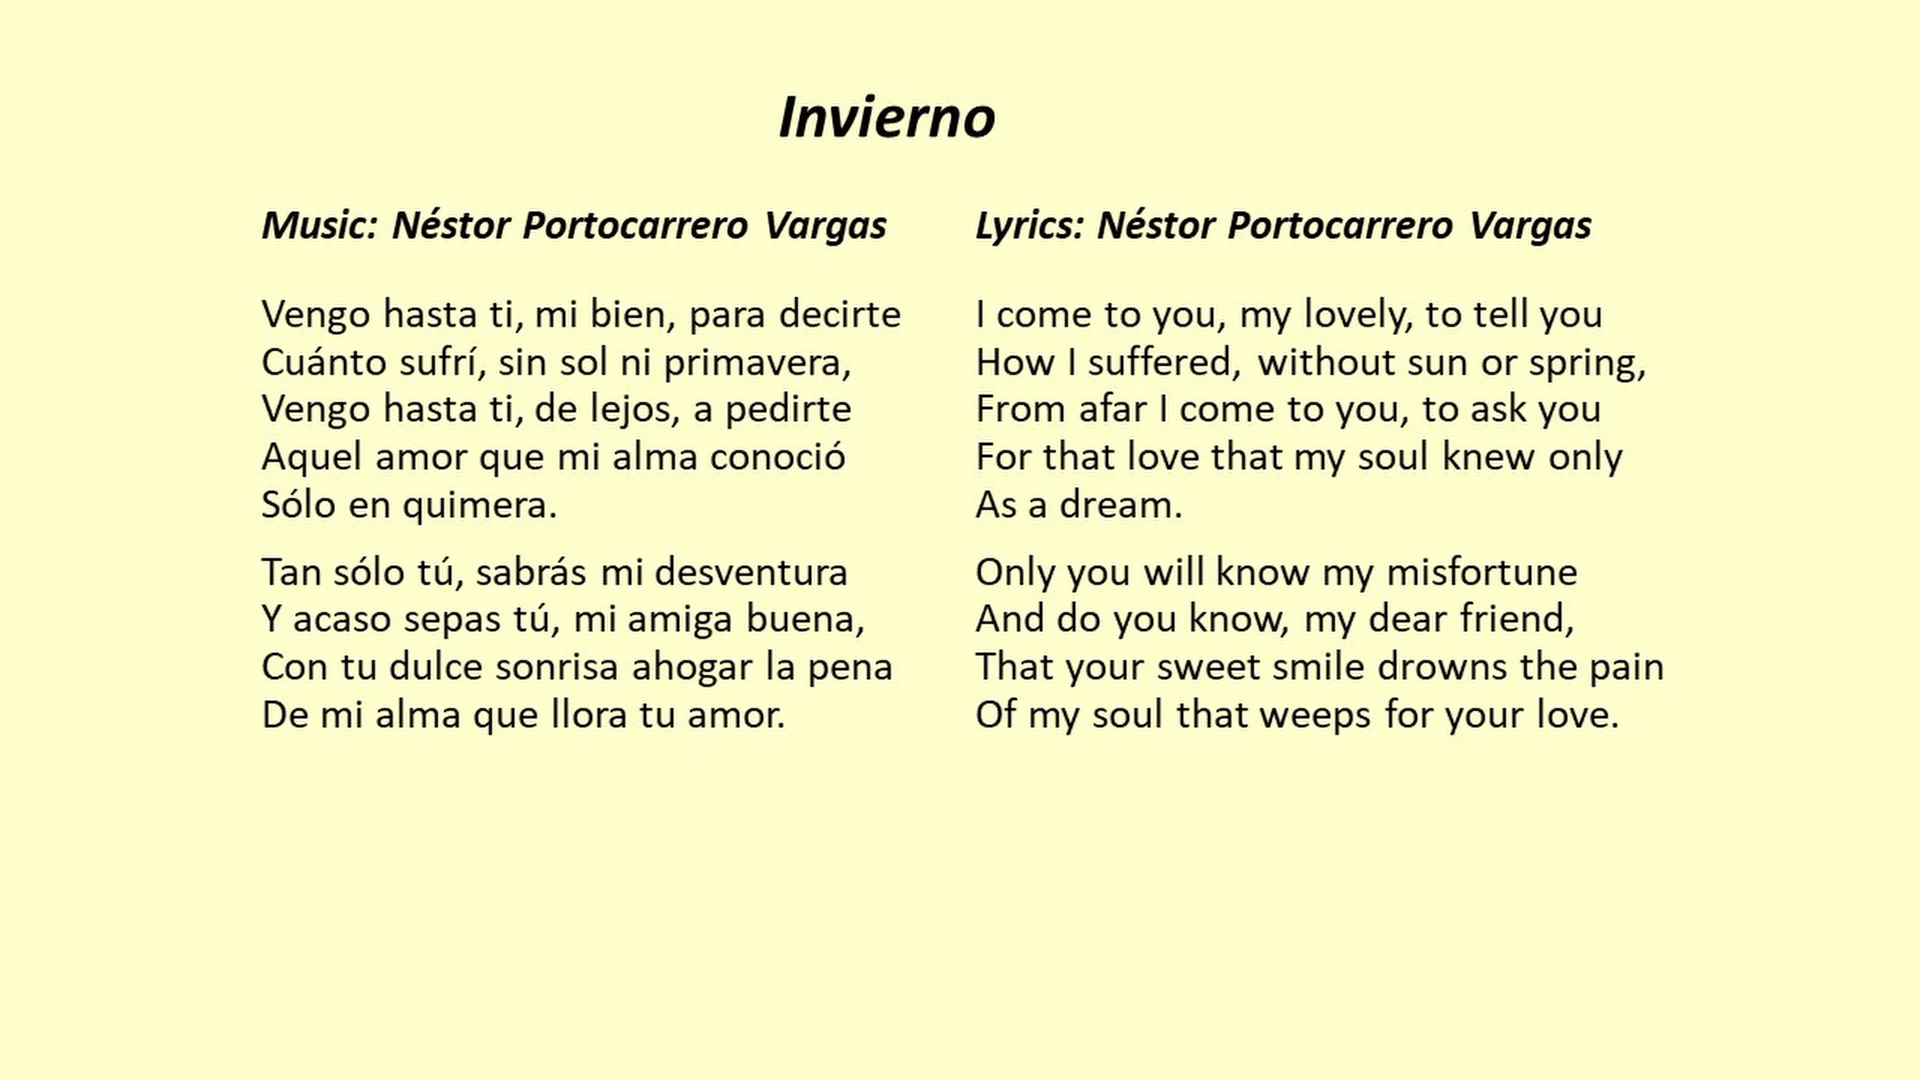 Invierno
Music: Néstor Portocarrero Vargas
Vengo hasta ti, mi bien, para decirte
Cuánto sufrí, sin sol ni primavera,
Vengo hasta ti, de lejos, a pedirte
Aquel amor que mi alma conoció
Sólo en quimera.
Tan sólo tú, sabrás mi desventura
Y acaso sepas tú, mi amiga buena,
Con tu dulce sonrisa ahogar la pena
De mi alma que llora tu amor.
Lyrics: Néstor Portocarrero Vargas
I come to you, my lovely, to tell you
How I suffered, without sun or spring,
From afar I come to you, to ask you
For that love that my soul knew only
As a dream.
Only you will know my misfortune
And do you know, my dear friend,
That your sweet smile drowns the pain
Of my soul that weeps for your love.